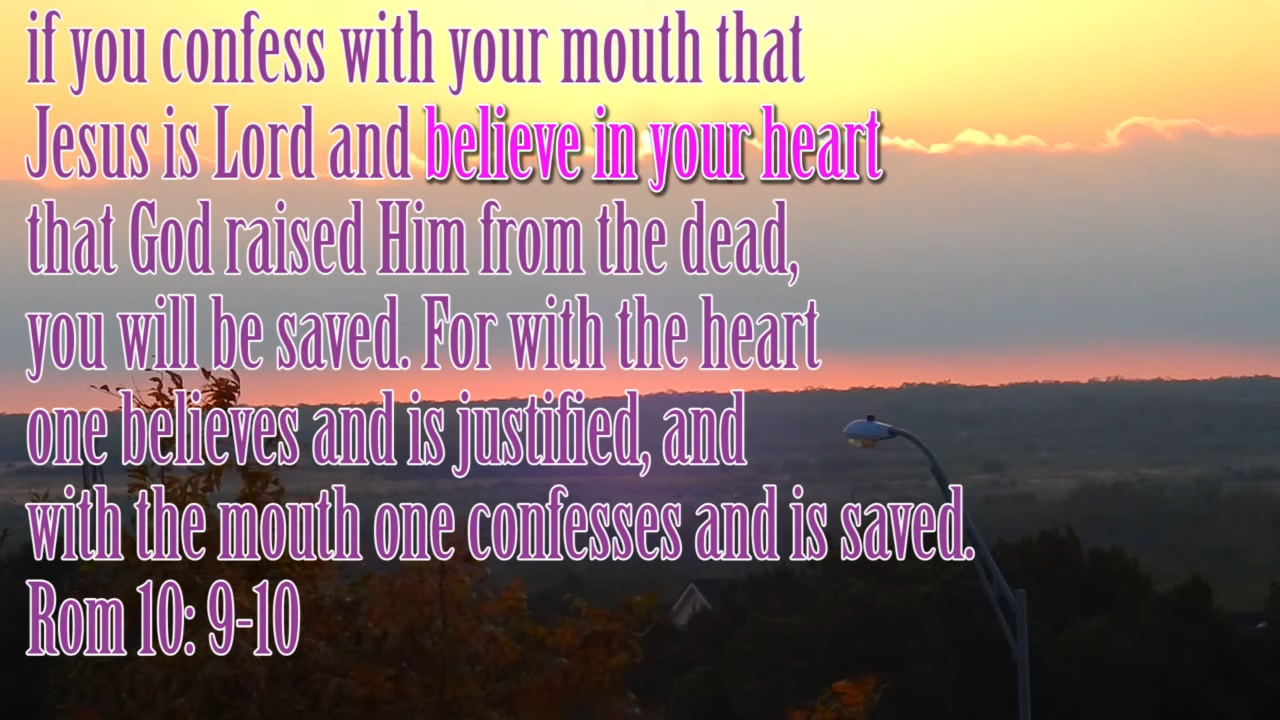 if you confess with your mouth that
Jesus is Lord and believe in your heart
that God raised Him from the dead,
you will be saved. For with the heart
one believes and is justified, and
with the mouth one confesses and is saved.
Rom 10: 9-10